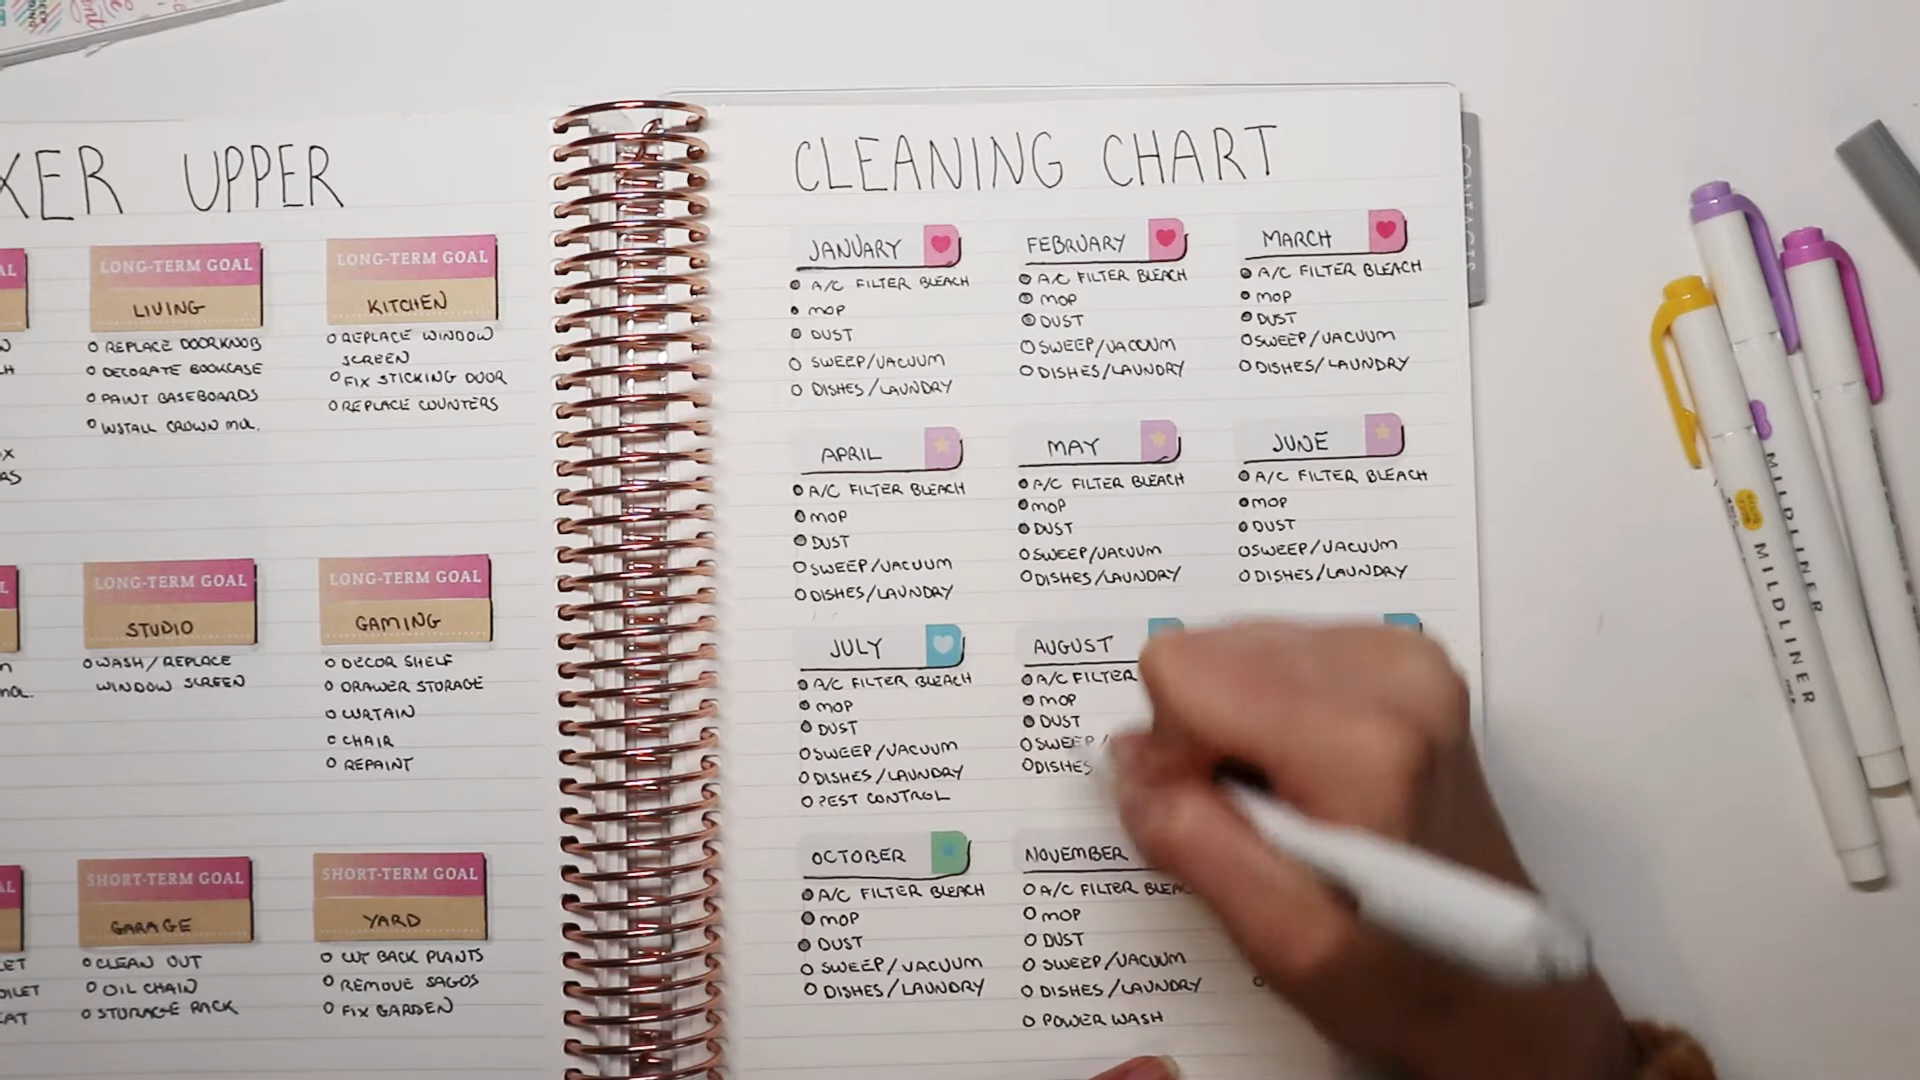 XER UPPER
LONG-TERM GOAL
LIVING
O REPLACE DOORKNOB
O DECORATE BOOKCASE
O PAINT BASEBOARDS
O INSTALL CROWN MOL.
LONG-TERM GOAL
KITCHEN
O REPLACE WINDOW
SCREEN
O FIX STICKING DOOR
O REPLACE COUNTERS
LONG-TERM GOAL
STUDIO
O WASH/REPLACE
WINDOW SCREEN
LONG-TERM GOAL
GAMING
O DECOR SHELF
O DRAWER STORAGE
O CURTAIN
O CHAIR
O REPAINT
SHORT-TERM GOAL
GARAGE
O CLEAN OUT
O OIL CHAIN
O STORAGE RACK
SHORT-TERM GOAL
YARD
O CUT BACK PLANTS
O REMOVE SAGOS
O FIX GARDEN
CLEANING CHART
JANUARY
A/C FILTER BLEACH
MOP
DUST
O SWEEP/VACUUM
O DISHES/LAUNDRY
FEBRUARY
A/C FILTER BLEACH
MOP
DUST
O SWEEP/VACUUM
O DISHES/LAUNDRY
MARCH
A/C FILTER BLEACH
MOP
DUST
O SWEEP/VACUUM
O DISHES/LAUNDRY
APRIL
A/C FILTER BLEACH
MOP
DUST
O SWEEP/VACUUM
O DISHES/LAUNDRY
MAY
A/C FILTER BLEACH
MOP
DUST
O SWEEP/VACUUM
O DISHES/LAUNDRY
JUNE
A/C FILTER BLEACH
MOP
DUST
O SWEEP/VACUUM
O DISHES/LAUNDRY
JULY
A/C FILTER BLEACH
MOP
DUST
O SWEEP/VACUUM
O DISHES/LAUNDRY
O PEST CONTROL
AUGUST
A/C FILTER
MOP
DUST
O SWEEP/
O DISHES
OCTOBER
A/C FILTER BLEACH
MOP
DUST
O SWEEP/VACUUM
O DISHES/LAUNDRY
NOVEMBER
O A/C FILTER BLEAC
O MOP
O DUST
O SWEEP/VACUUM
O DISHES/LAUNDRY
O POWER WASH
CONTACTS
MILDLINER
MILDLINER